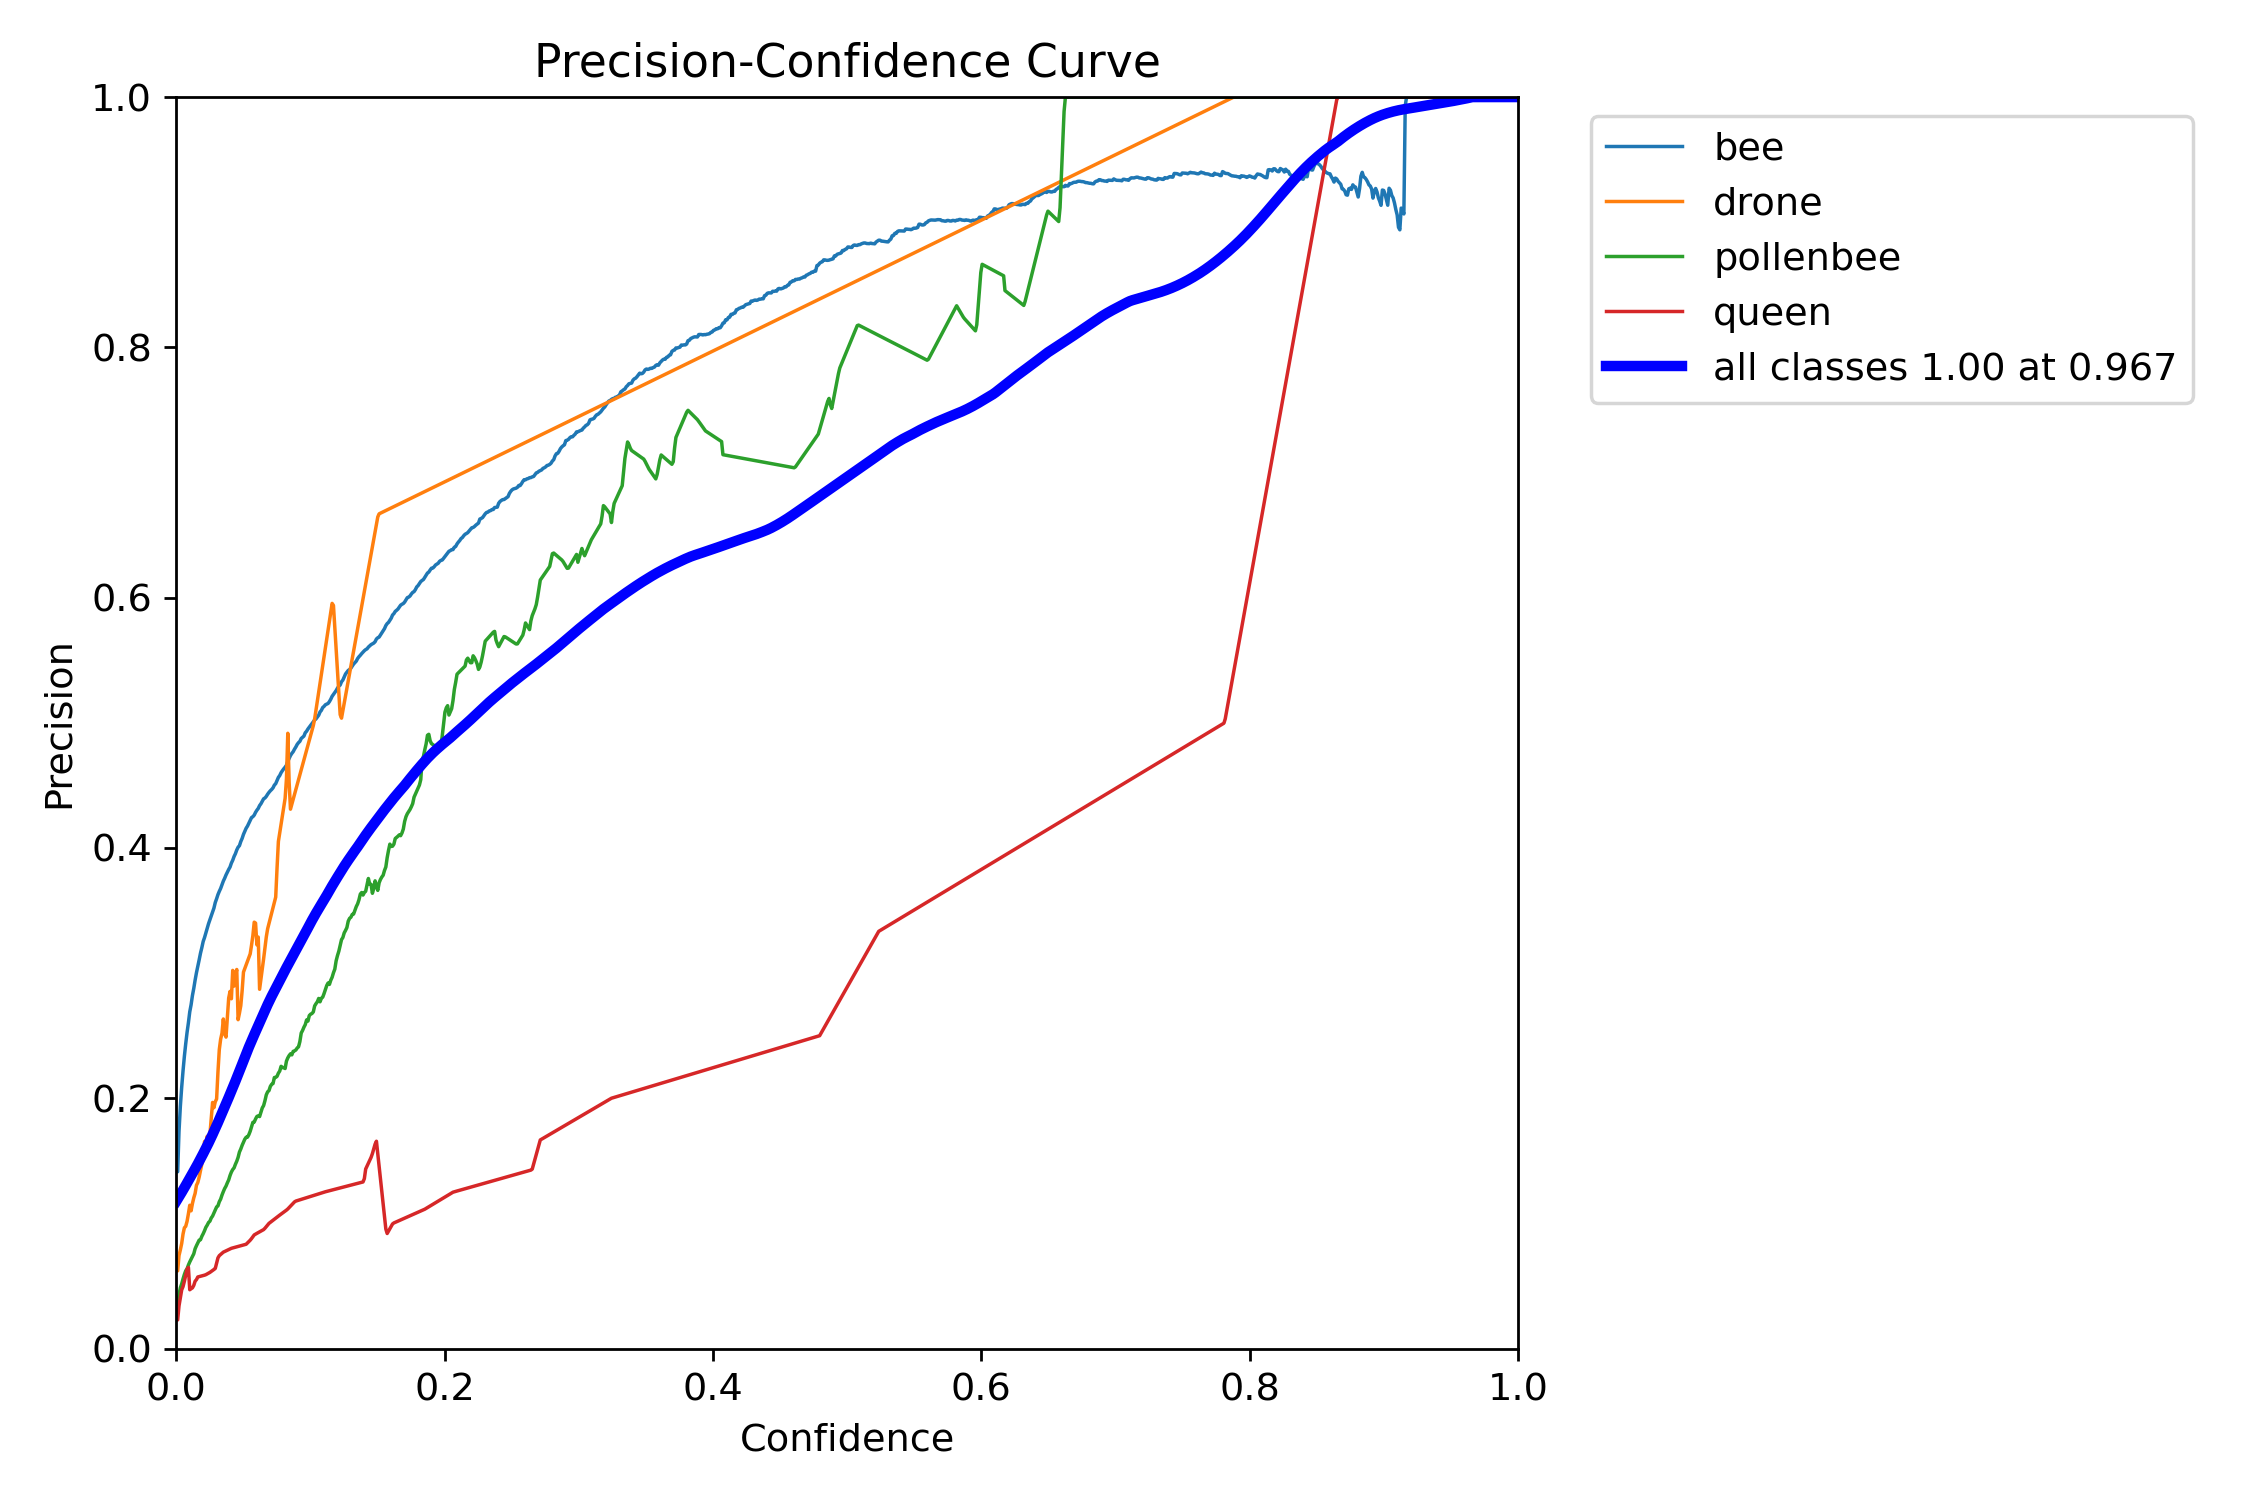 Precision-Confidence Curve
1.0
0.8
0.6
0.4
0.2
0.0
Precision
0.0 0.2 0.4 0.6 0.8 1.0
Confidence
bee
drone
pollenbee
queen
all classes 1.00 at 0.967